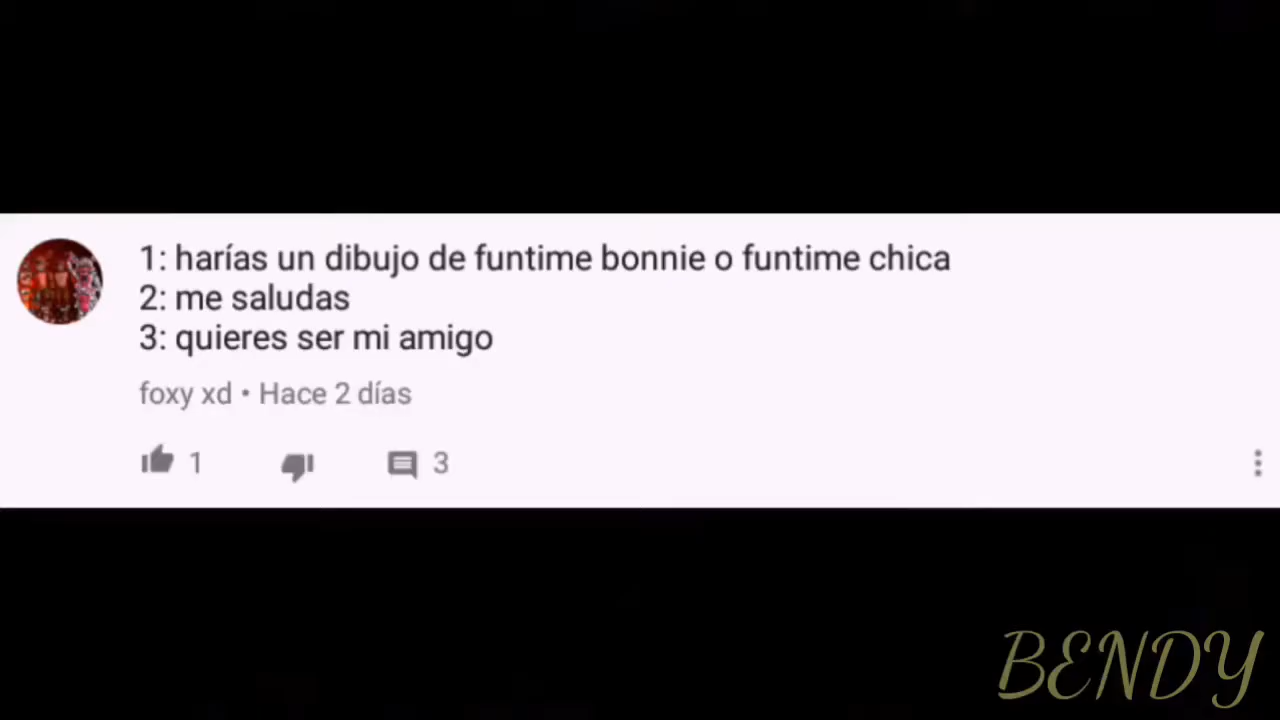 1: harías un dibujo de funtime bonnie o funtime chica
2: me saludas
3: quieres ser mi amigo
foxy xd • Hace 2 días
1 3
BENDY